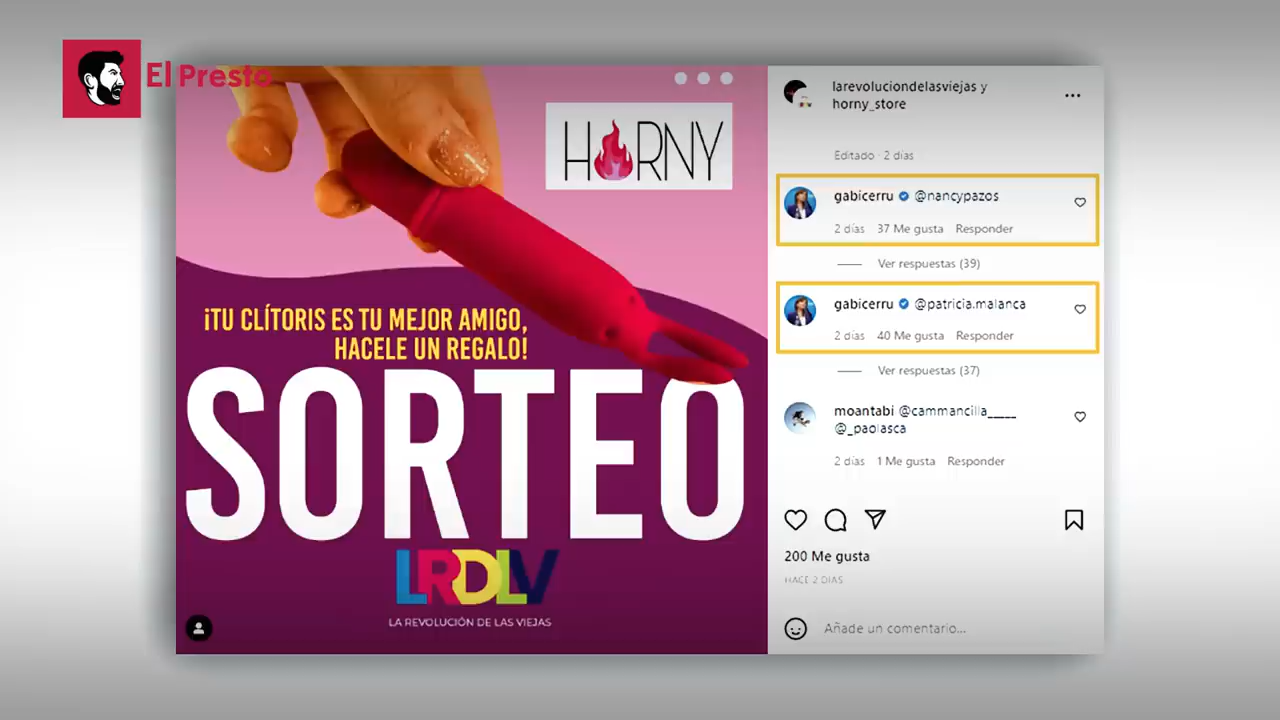 El Presto
HORNY
¡TU CLÍTORIS ES TU MEJOR AMIGO,
HACELE UN REGALO!
SORTEO
LRDLV
LA REVOLUCIÓN DE LAS VIEJAS
larevoluciondelasviejas y
horny_store
Editado · 2 días
gabicerru @nancypazos
2 días 37 Me gusta Responder
Ver respuestas (39)
gabicerru @patricia.malanca
2 días 40 Me gusta Responder
Ver respuestas (37)
moantabi @cammancilla_____
@_paolasca
2 días 1 Me gusta Responder
200 Me gusta
HACE 2 DÍAS
Añade un comentario...